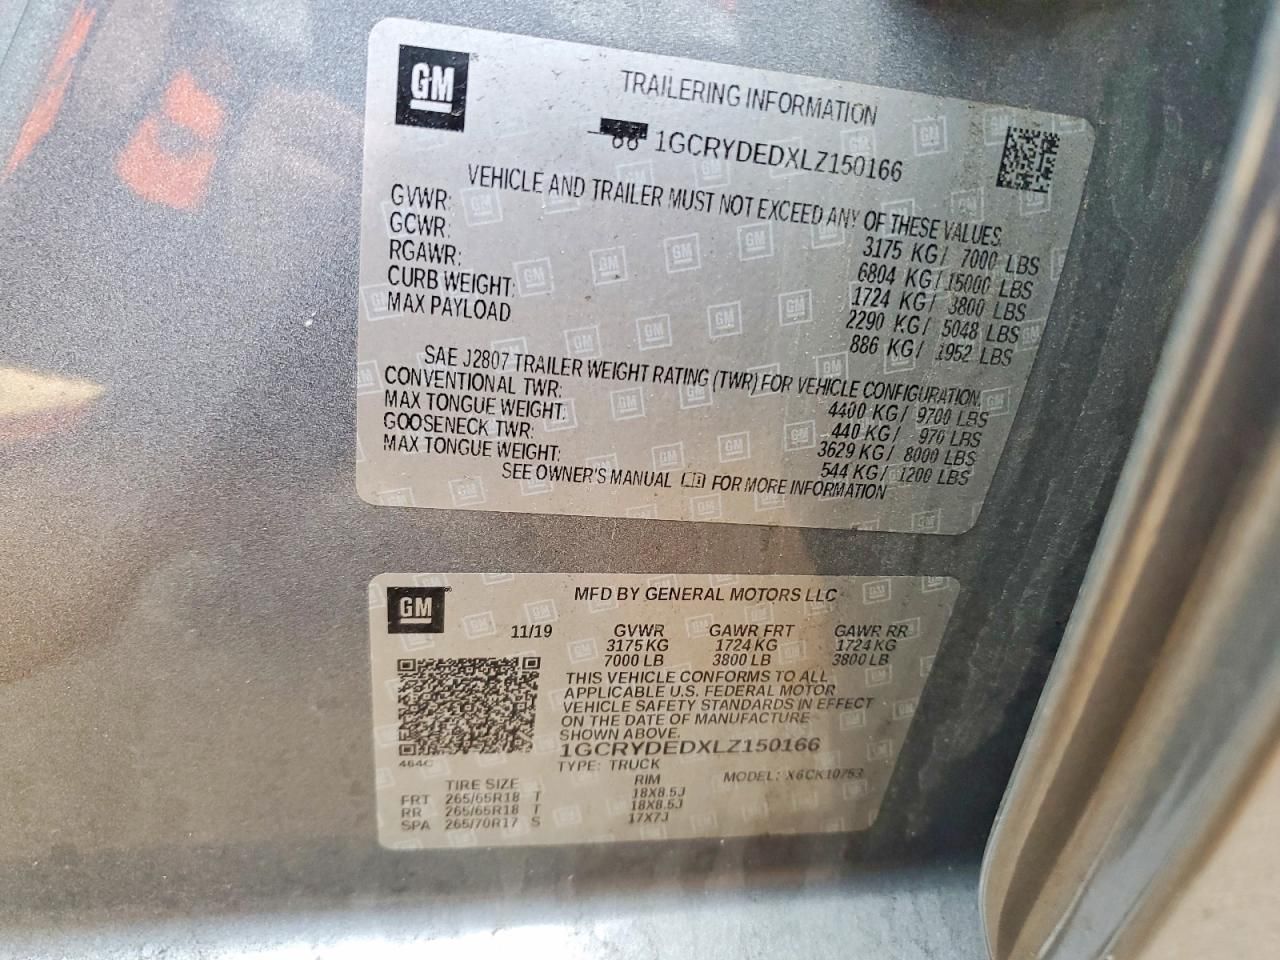 GM
TRAILERING INFORMATION
1GCRYDEDXLZ150166
VEHICLE AND TRAILER MUST NOT EXCEED ANY OF THESE VALUES.
GVWR: 3175 KG/ 7000 LBS
GCWR: 6804 KG/ 15000 LBS
RGAWR: 1724 KG/ 3800 LBS
CURB WEIGHT: 2290 KG/ 5048 LBS
MAX PAYLOAD 886 KG/ 1952 LBS
SAE J2807 TRAILER WEIGHT RATING (TWR) FOR VEHICLE CONFIGURATION.
CONVENTIONAL TWR: 4400 KG/ 9700 LBS
MAX TONGUE WEIGHT: 440 KG/ 970 LBS
GOOSENECK TWR: 3629 KG/ 8000 LBS
MAX TONGUE WEIGHT: 544 KG/ 1200 LBS
SEE OWNER'S MANUAL FOR MORE INFORMATION
GM
MFD BY GENERAL MOTORS LLC
11/19 GVWR GAWR FRT GAWR RR
3175 KG 1724 KG 1724 KG
7000 LB 3800 LB 3800 LB
THIS VEHICLE CONFORMS TO ALL
APPLICABLE U.S. FEDERAL MOTOR
VEHICLE SAFETY STANDARDS IN EFFECT
ON THE DATE OF MANUFACTURE
SHOWN ABOVE.
1GCRYDEDXLZ150166
464C TYPE: TRUCK MODEL: X6CK10753
TIRE SIZE RIM
FRT 265/65R18 T 18X8.5J
RR 265/65R18 T 18X8.5J
SPA 265/70R17 S 17X7J